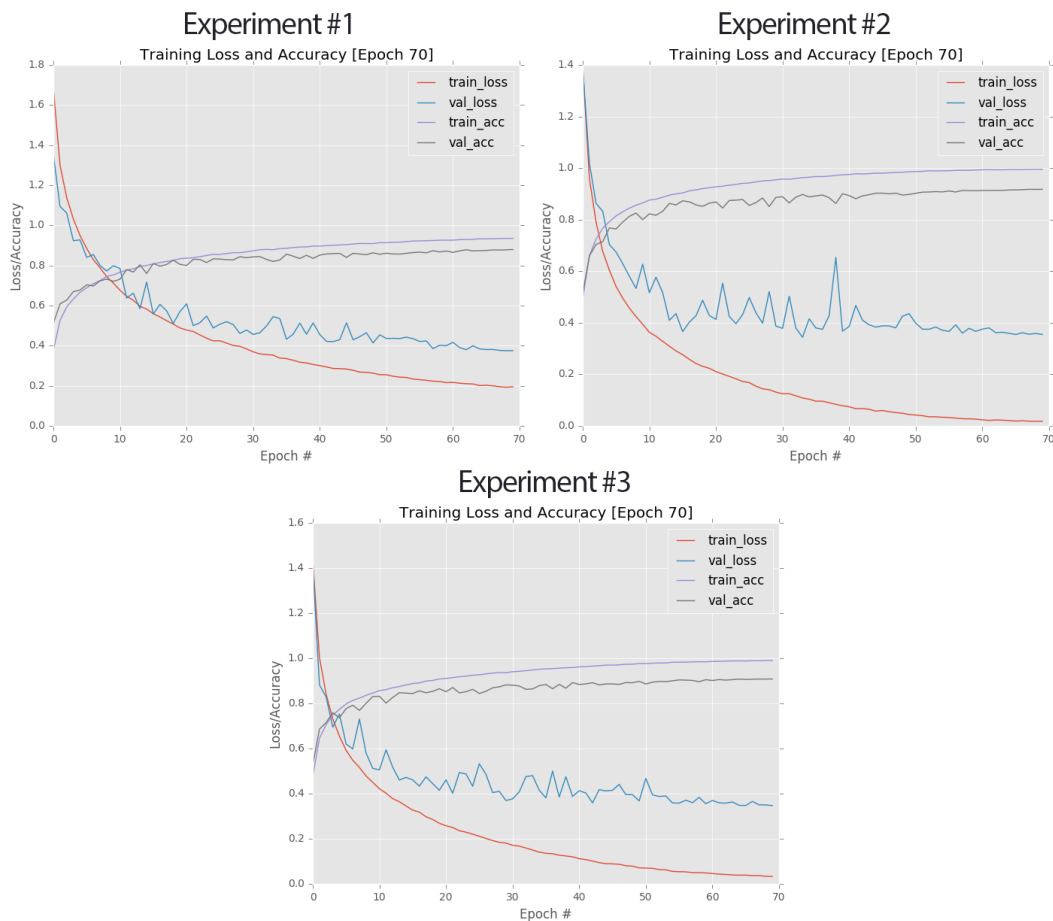 Experiment #1
Training Loss and Accuracy [Epoch 70]
1.8
1.6
1.4
1.2
1.0
0.8
0.6
0.4
0.2
0.0
Loss/Accuracy
train_loss
val_loss
train_acc
val_acc
0 10 20 30 40 50 60 70
Epoch #
Experiment #2
Training Loss and Accuracy [Epoch 70]
1.4
1.2
1.0
0.8
0.6
0.4
0.2
0.0
Loss/Accuracy
train_loss
val_loss
train_acc
val_acc
0 10 20 30 40 50 60 70
Epoch #
Experiment #3
Training Loss and Accuracy [Epoch 70]
1.6
1.4
1.2
1.0
0.8
0.6
0.4
0.2
0.0
Loss/Accuracy
train_loss
val_loss
train_acc
val_acc
0 10 20 30 40 50 60 70
Epoch #